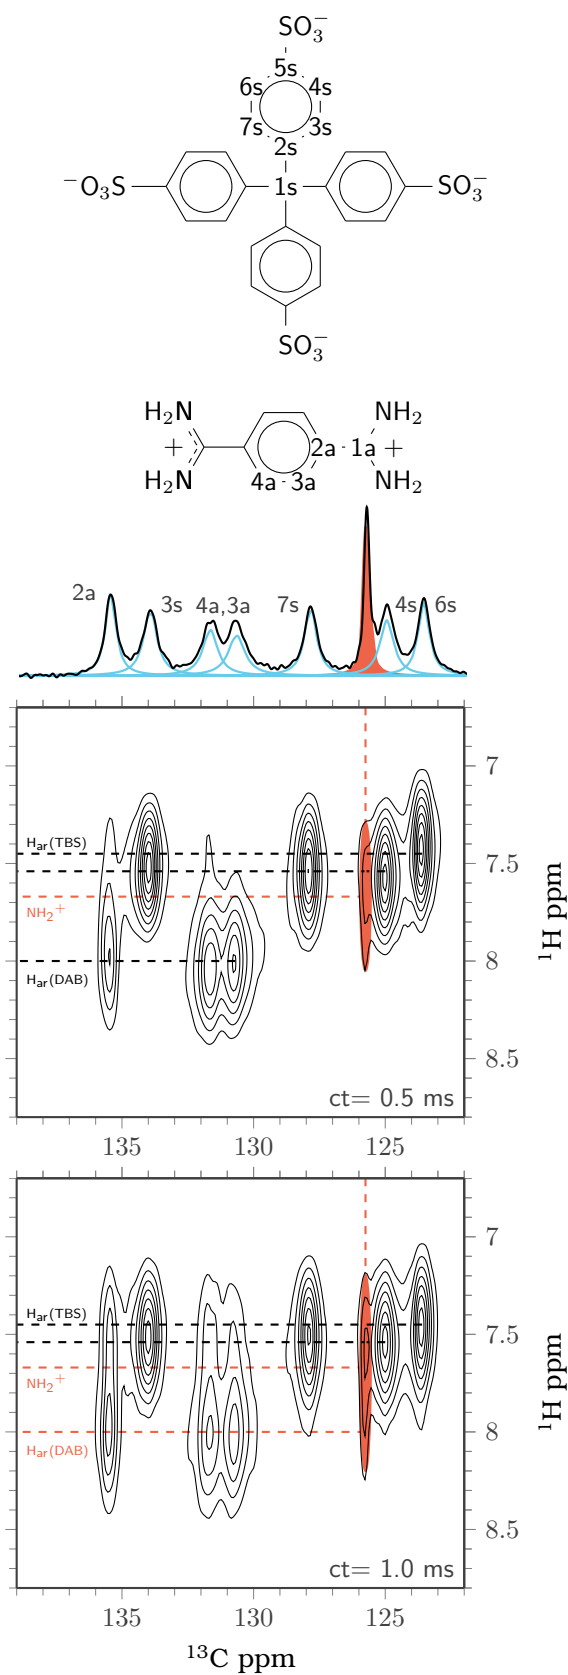 SO₃⁻
5s
6s 4s
7s 3s
2s
⁻O₃S 1s SO₃⁻
SO₃⁻
H₂N NH₂
+ 2a 1a +
4a 3a
H₂N NH₂
2a 3s 4a,3a 7s 4s 6s
7
Har(TBS)
7.5
NH₂⁺
8
Har(DAB)
8.5
¹H ppm
ct= 0.5 ms
135 130 125
7
Har(TBS)
7.5
NH₂⁺
8
Har(DAB)
8.5
¹H ppm
ct= 1.0 ms
135 130 125
¹³C ppm